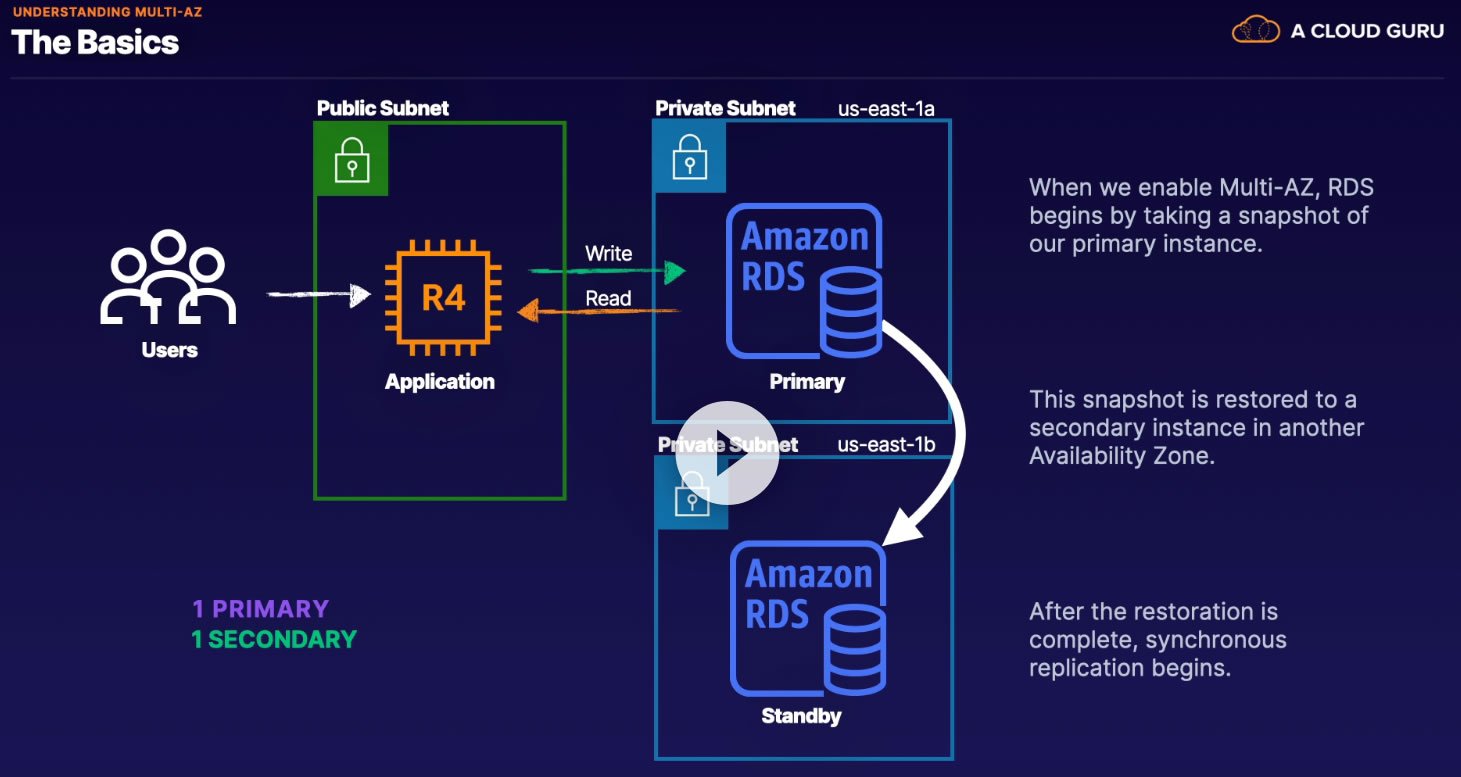 UNDERSTANDING MULTI-AZ
The Basics
A CLOUD GURU
Public Subnet
Private Subnet us-east-1a
Users
R4
Application
Write
Read
Amazon
RDS
Primary
Private Subnet us-east-1b
Amazon
RDS
Standby
1 PRIMARY
1 SECONDARY
When we enable Multi-AZ, RDS
begins by taking a snapshot of
our primary instance.
This snapshot is restored to a
secondary instance in another
Availability Zone.
After the restoration is
complete, synchronous
replication begins.